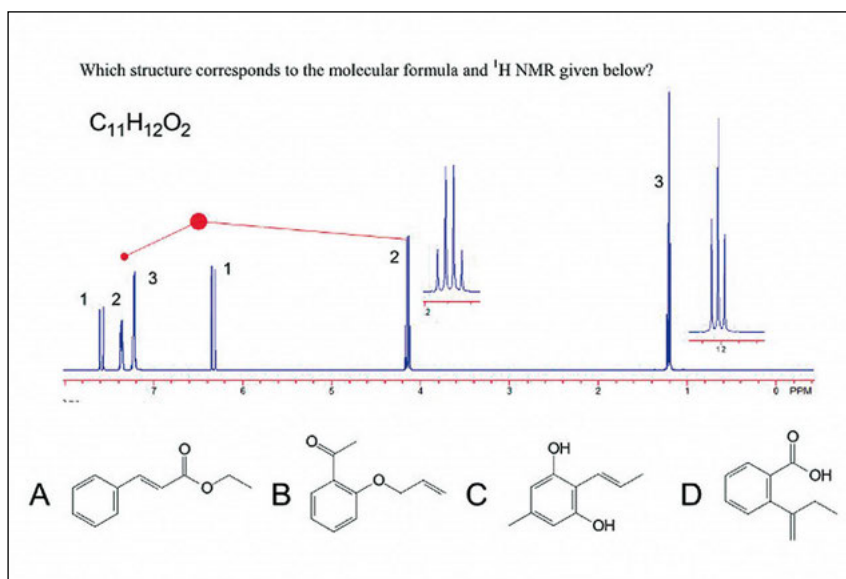 Which structure corresponds to the molecular formula and ¹H NMR given below?
C₁₁H₁₂O₂
1 2 3 1 2 3
2
12
7 6 5 4 3 2 1 0 PPM
A B C D
O
O
O
O
OH
OH
O
OH